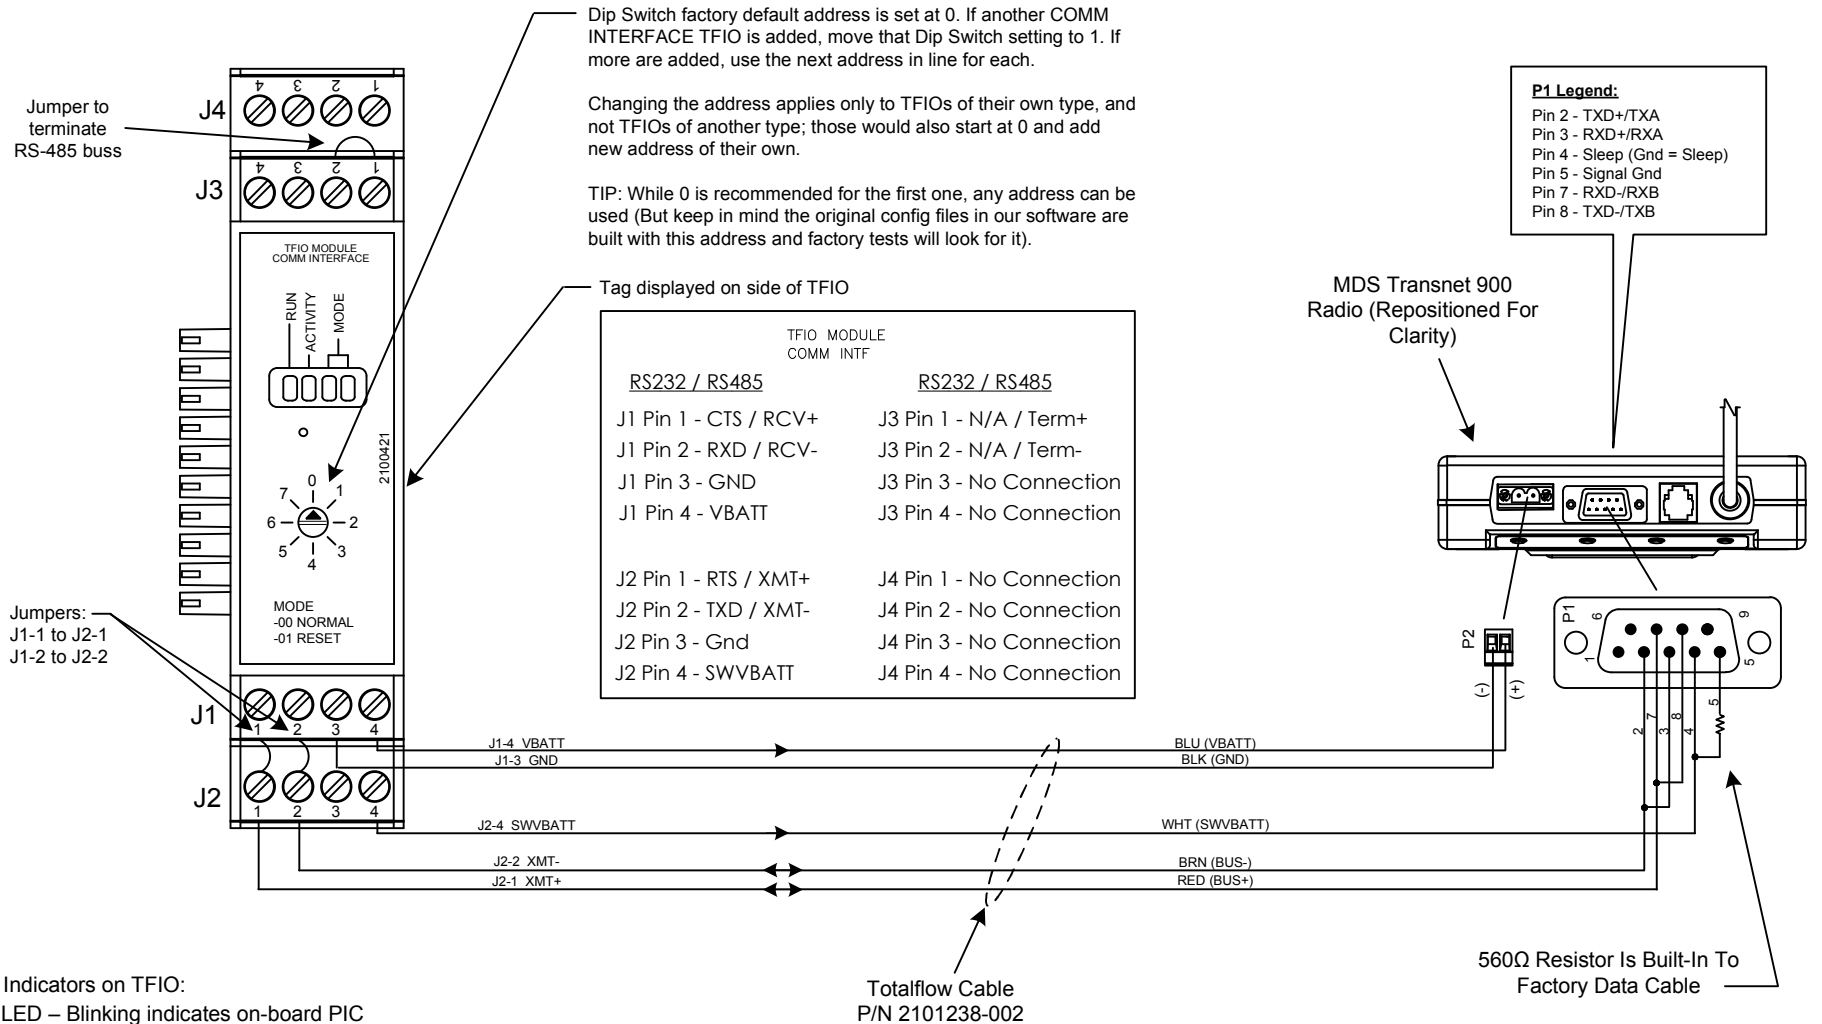 Dip Switch factory default address is set at 0. If another COMM
INTERFACE TFIO is added, move that Dip Switch setting to 1. If
more are added, use the next address in line for each.
Changing the address applies only to TFIOs of their own type, and
not TFIOs of another type; those would also start at 0 and add
new address of their own.
TIP: While 0 is recommended for the first one, any address can be
used (But keep in mind the original config files in our software are
built with this address and factory tests will look for it).
Tag displayed on side of TFIO
Jumper to
terminate
RS-485 buss
J4
4 3 2 1
4 3 2 1
J3
TFIO MODULE
COMM INTERFACE
RUN
ACTIVITY
MODE
2100421
0
1
2
3
4
5
6
7
MODE
-00 NORMAL
-01 RESET
Jumpers:
J1-1 to J2-1
J1-2 to J2-2
J1
1 2 3 4
J2
1 2 3 4
TFIO MODULE
COMM INTF
RS232 / RS485
J1 Pin 1 - CTS / RCV+
J1 Pin 2 - RXD / RCV-
J1 Pin 3 - GND
J1 Pin 4 - VBATT
J2 Pin 1 - RTS / XMT+
J2 Pin 2 - TXD / XMT-
J2 Pin 3 - Gnd
J2 Pin 4 - SWVBATT
RS232 / RS485
J3 Pin 1 - N/A / Term+
J3 Pin 2 - N/A / Term-
J3 Pin 3 - No Connection
J3 Pin 4 - No Connection
J4 Pin 1 - No Connection
J4 Pin 2 - No Connection
J4 Pin 3 - No Connection
J4 Pin 4 - No Connection
P1 Legend:
Pin 2 - TXD+/TXA
Pin 3 - RXD+/RXA
Pin 4 - Sleep (Gnd = Sleep)
Pin 5 - Signal Gnd
Pin 7 - RXD-/RXB
Pin 8 - TXD-/TXB
MDS Transnet 900
Radio (Repositioned For
Clarity)
P2
(-)
(+)
P1
6
9
1
5
2
7
3
8
4
5
J1-4 VBATT
BLU (VBATT)
J1-3 GND
BLK (GND)
J2-4 SWVBATT
WHT (SWVBATT)
J2-2 XMT-
BRN (BUS-)
J2-1 XMT+
RED (BUS+)
Totalflow Cable
P/N 2101238-002
560Ω Resistor Is Built-In To
Factory Data Cable
Indicators on TFIO:
LED – Blinking indicates on-board PIC